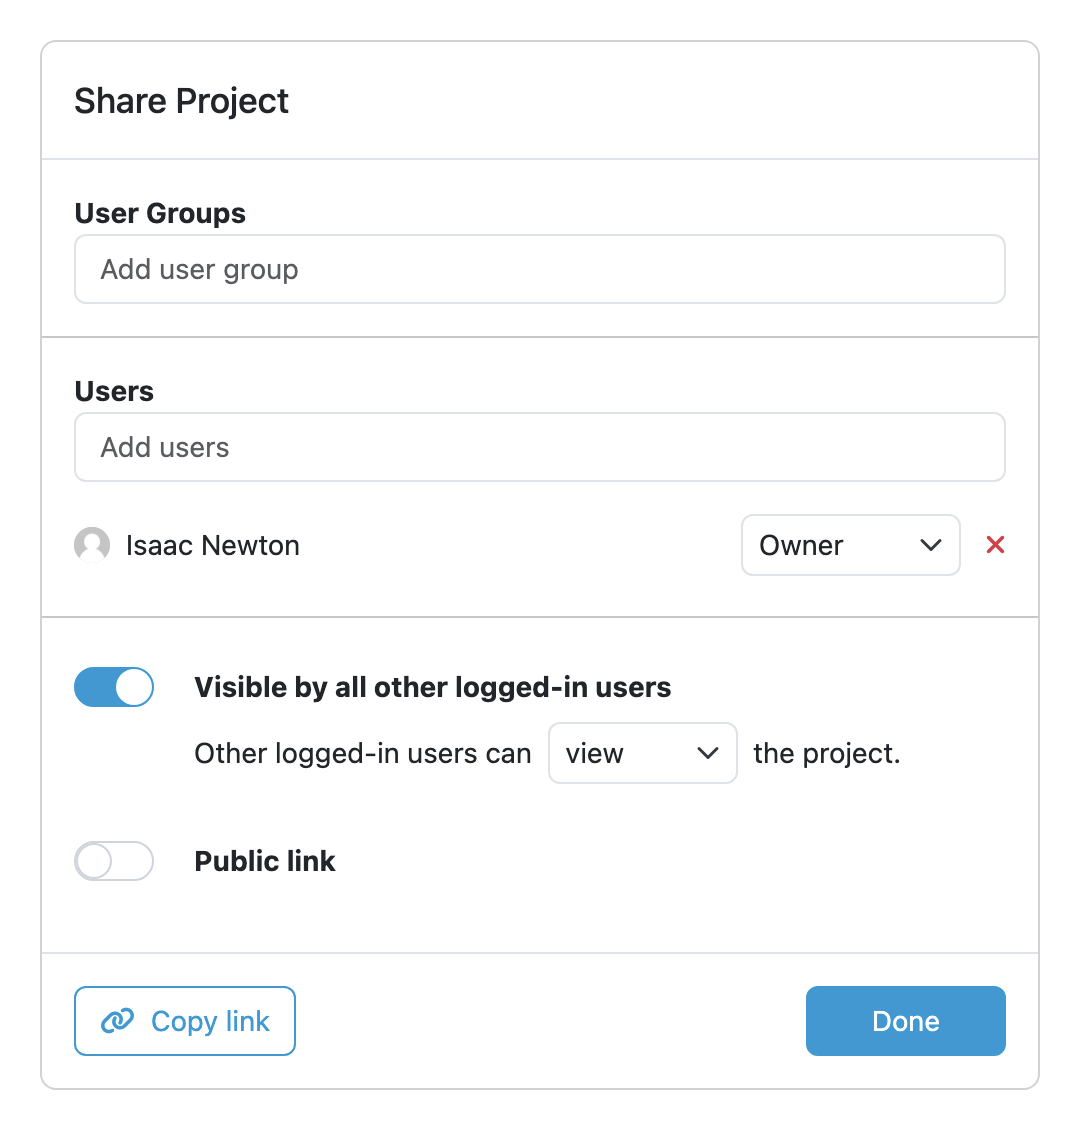 Share Project
User Groups
Add user group
Users
Add users
Isaac Newton Owner
Visible by all other logged-in users
Other logged-in users can view the project.
Public link
Copy link Done